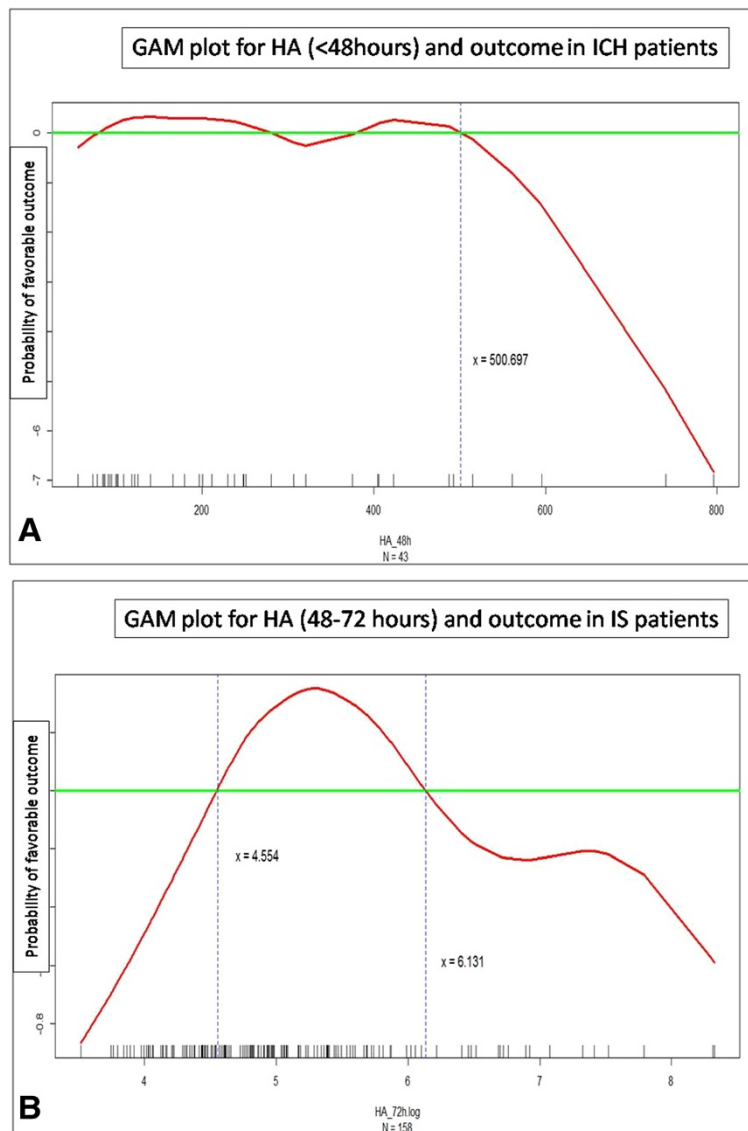 GAM plot for HA (<48hours) and outcome in ICH patients
Probability of favorable outcome
0
-6
-7
x = 500.697
200
400
600
800
HA_48h
N = 43
A
GAM plot for HA (48-72 hours) and outcome in IS patients
Probability of favorable outcome
-0.8
x = 4.554
x = 6.131
4
5
6
7
8
HA_72h.log
N = 158
B